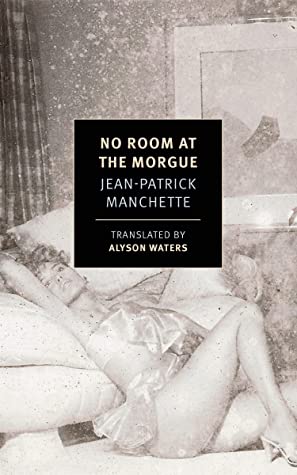 NO ROOM AT
THE MORGUE
JEAN-PATRICK
MANCHETTE
TRANSLATED BY
ALYSON WATERS